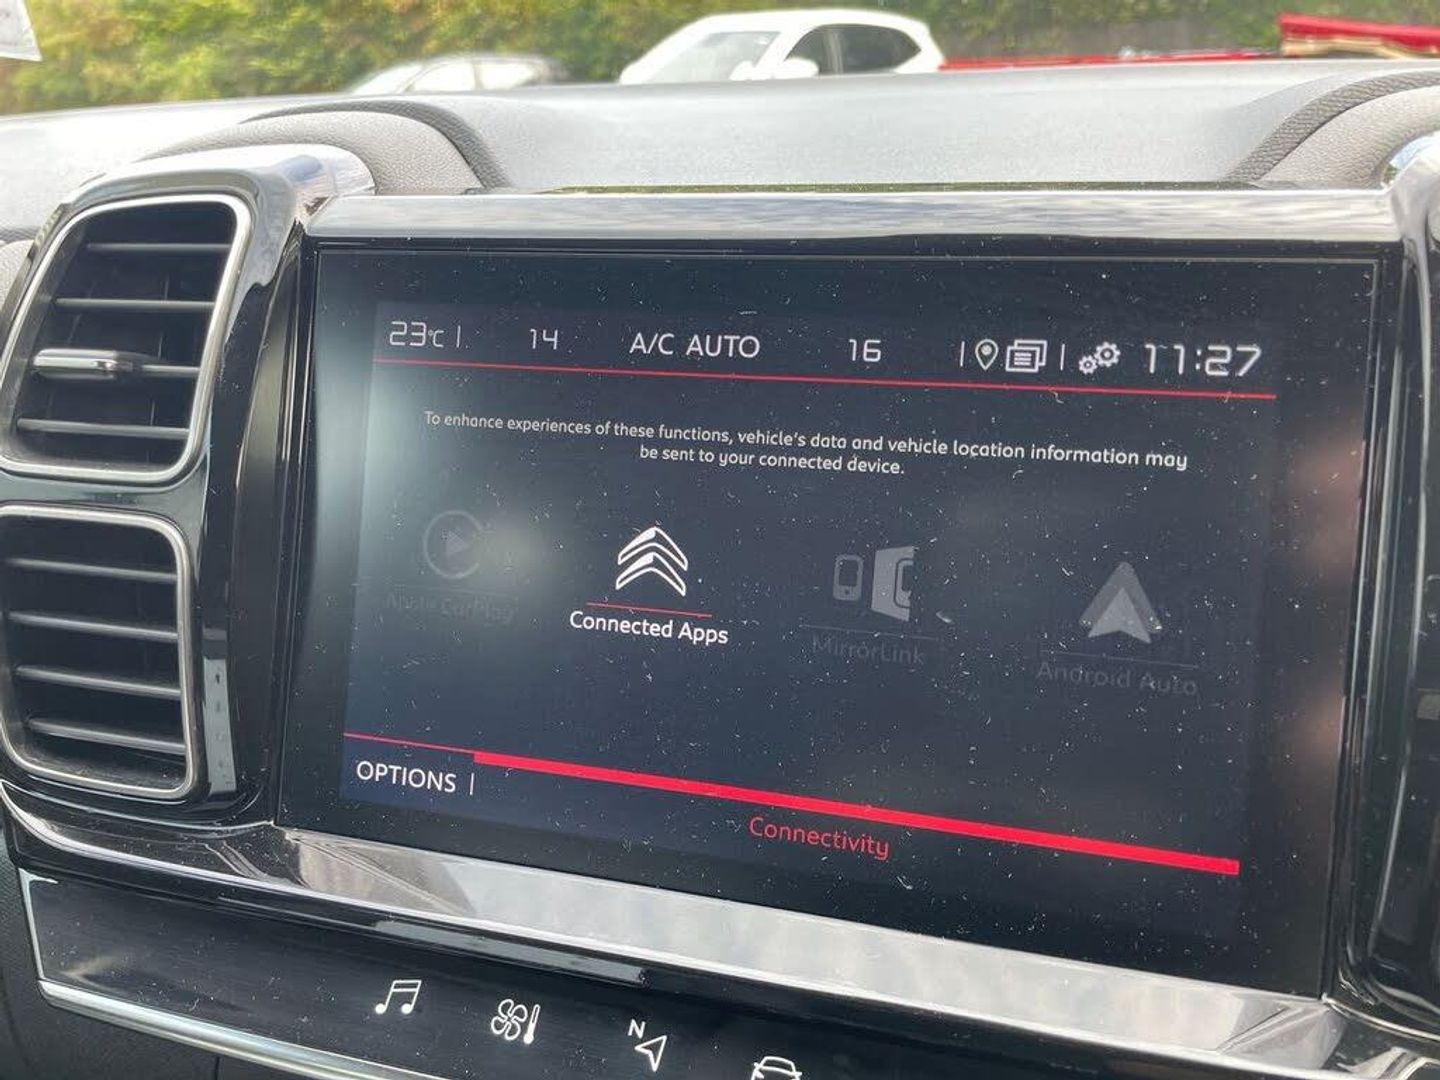 23°C | 14 A/C AUTO 16 | | 11:27
To enhance experiences of these functions, vehicle's data and vehicle location information may
be sent to your connected device.
Apple CarPlay
Connected Apps
MirrorLink
Android Auto
OPTIONS |
Connectivity
N